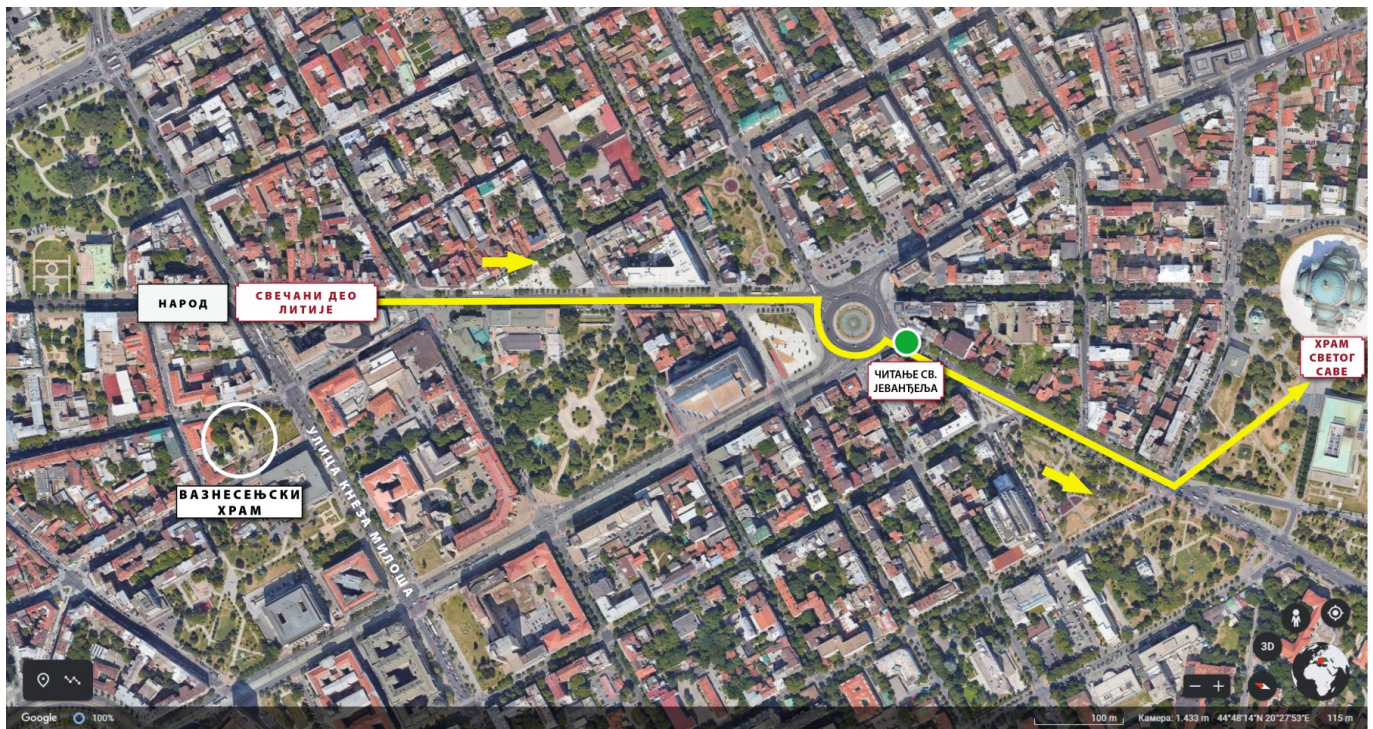 НАРОД
СВЕЧАНИ ДЕО
ЛИТИЈЕ
ХРАМ
СВЕТОГ
САВЕ
ЧИТАЊЕ СВ.
ЈЕВАНЂЕЉА
УЛИЦА КНЕЗА МИЛОША
ВАЗНЕСЕЊСКИ
ХРАМ
3D
Google 100% 100 m Камера: 1.433 m 44°48'14"N 20°27'53"E 115 m